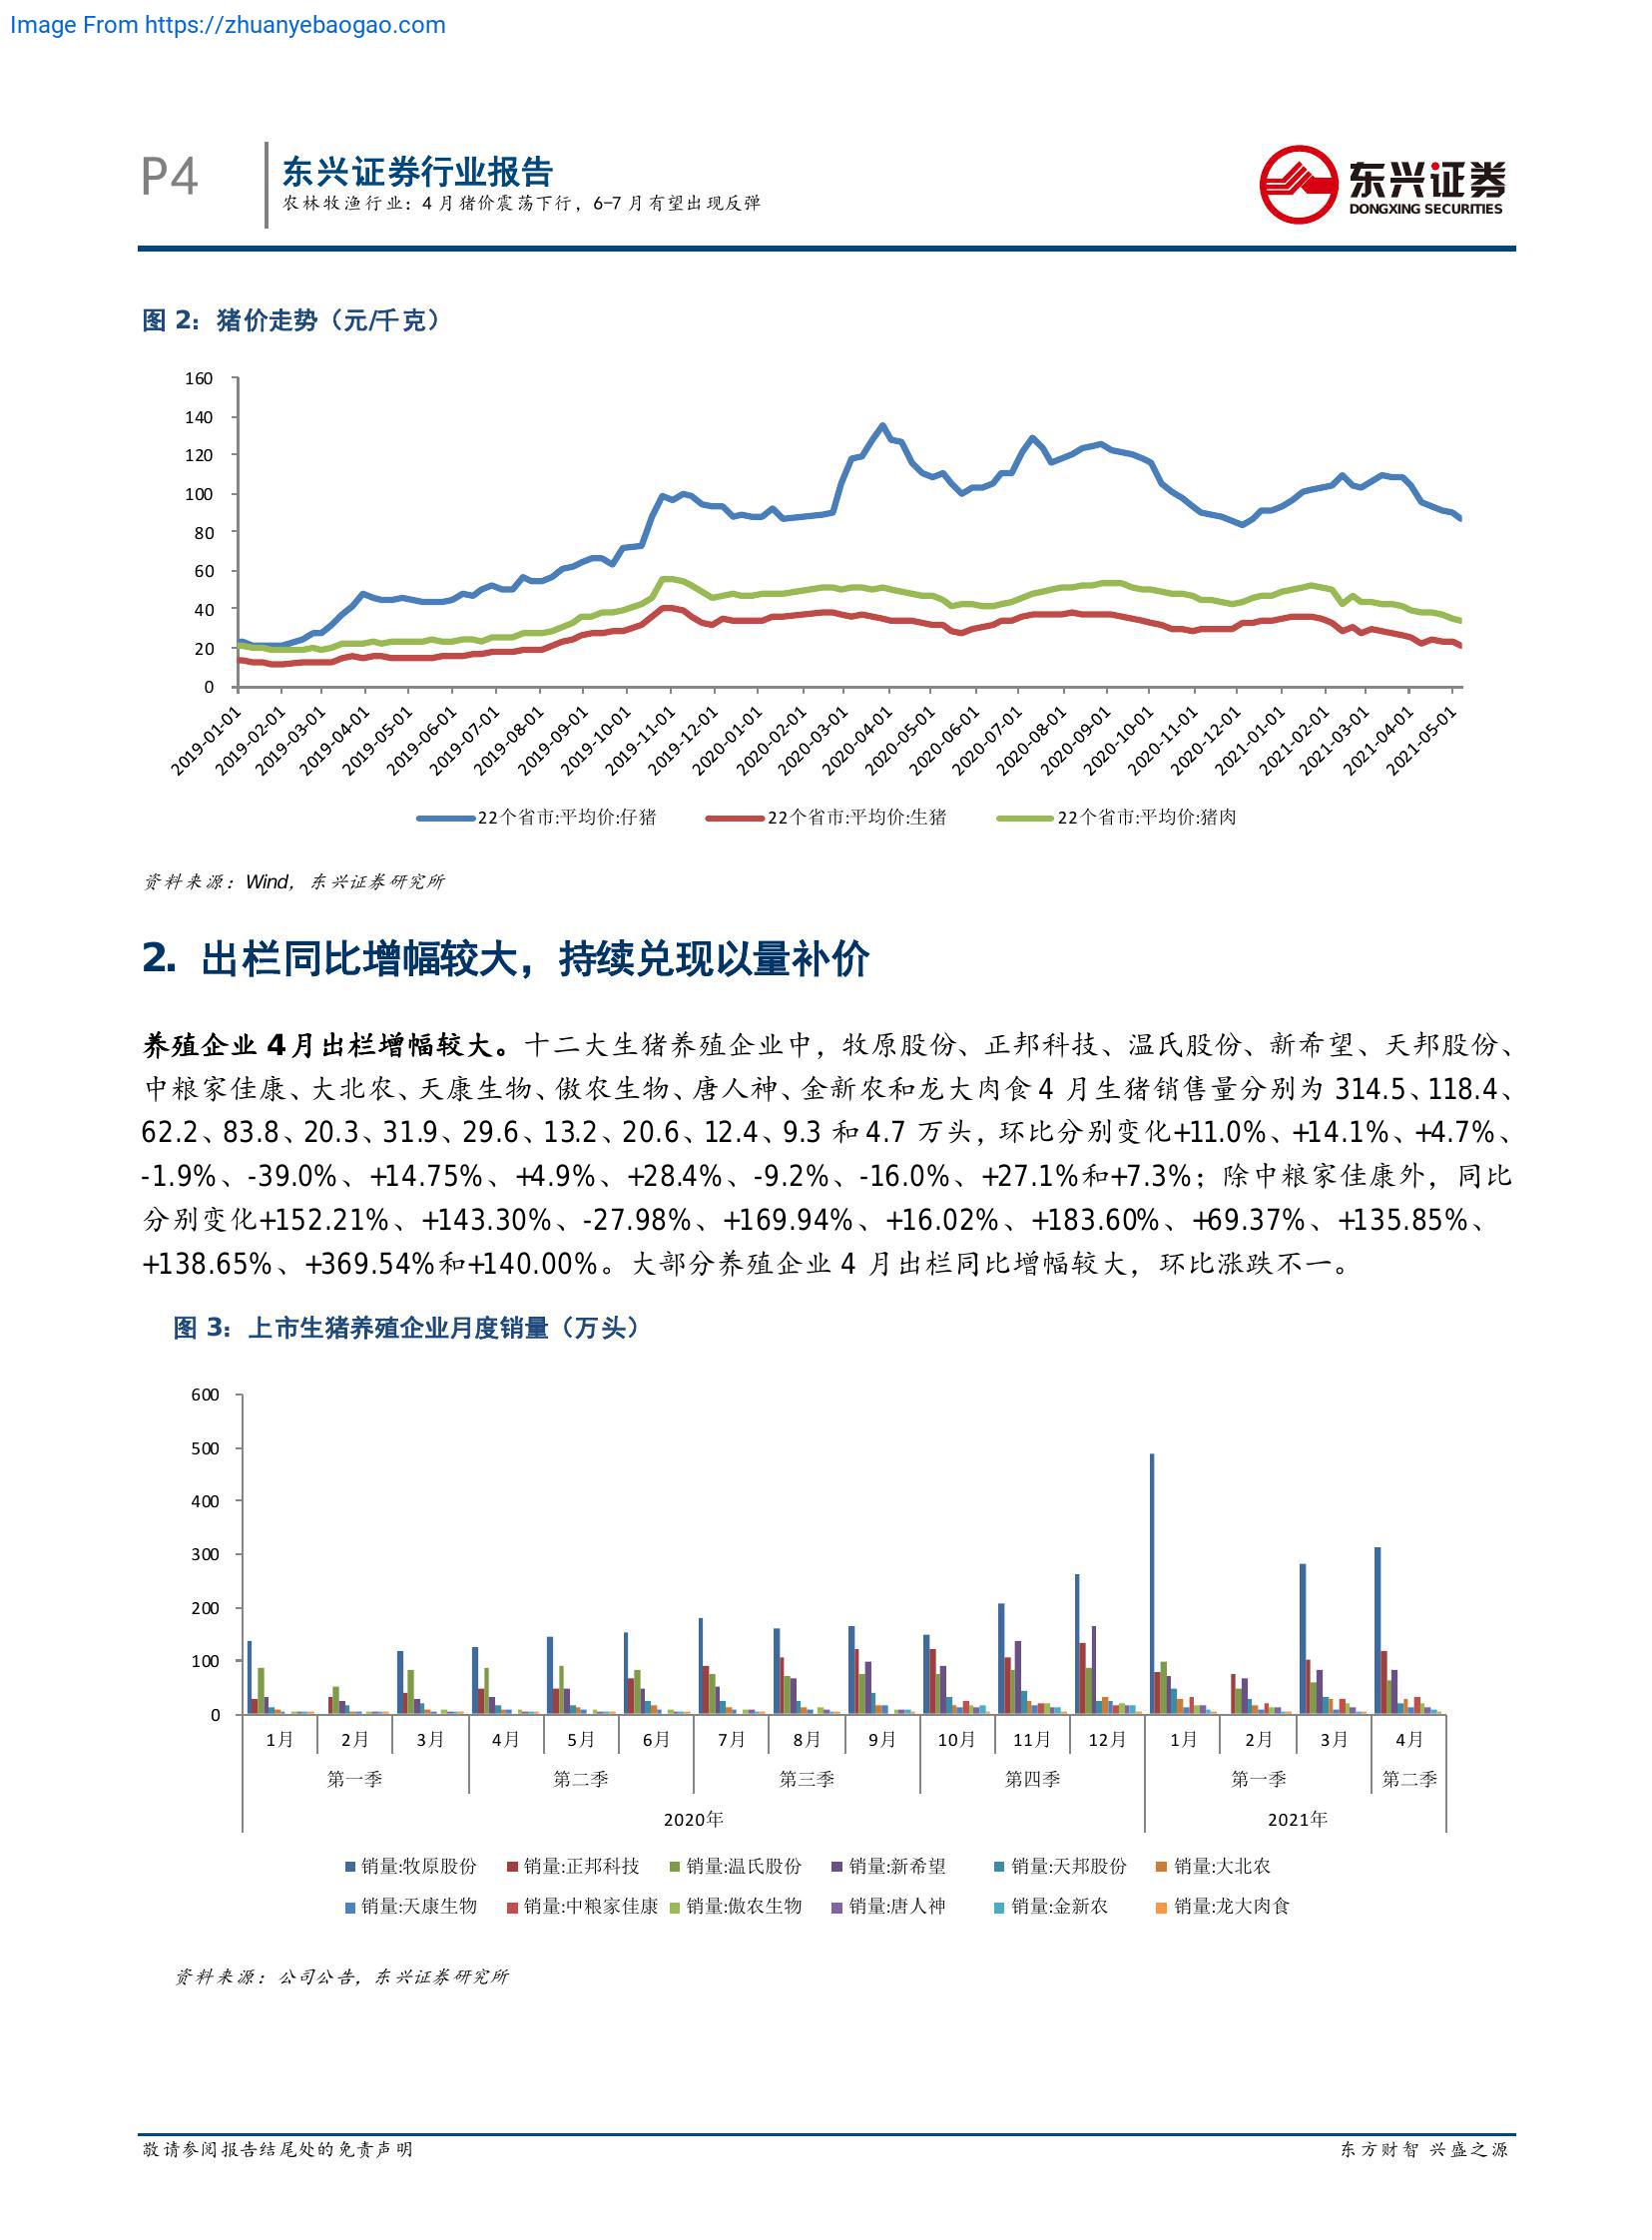 Image From https://zhuanyebaogao.com
P4
东兴证券行业报告
农林牧渔行业：4 月猪价震荡下行，6-7 月有望出现反弹
东兴证券
DONGXING SECURITIES
图 2：猪价走势（元/千克）
160
140
120
100
80
60
40
20
0
2019-01-01
2019-02-01
2019-03-01
2019-04-01
2019-05-01
2019-06-01
2019-07-01
2019-08-01
2019-09-01
2019-10-01
2019-11-01
2019-12-01
2020-01-01
2020-02-01
2020-03-01
2020-04-01
2020-05-01
2020-06-01
2020-07-01
2020-08-01
2020-09-01
2020-10-01
2020-11-01
2020-12-01
2021-01-01
2021-02-01
2021-03-01
2021-04-01
2021-05-01
22个省市:平均价:仔猪 22个省市:平均价:生猪 22个省市:平均价:猪肉
资料来源：Wind，东兴证券研究所
2. 出栏同比增幅较大，持续兑现以量补价
养殖企业 4月出栏增幅较大。十二大生猪养殖企业中，牧原股份、正邦科技、温氏股份、新希望、天邦股份、
中粮家佳康、大北农、天康生物、傲农生物、唐人神、金新农和龙大肉食 4 月生猪销售量分别为 314.5、118.4、
62.2、83.8、20.3、31.9、29.6、13.2、20.6、12.4、9.3 和 4.7 万头，环比分别变化+11.0%、+14.1%、+4.7%、
-1.9%、-39.0%、+14.75%、+4.9%、+28.4%、-9.2%、-16.0%、+27.1%和+7.3%；除中粮家佳康外，同比
分别变化+152.21%、+143.30%、-27.98%、+169.94%、+16.02%、+183.60%、+69.37%、+135.85%、
+138.65%、+369.54%和+140.00%。大部分养殖企业 4 月出栏同比增幅较大，环比涨跌不一。
图 3：上市生猪养殖企业月度销量（万头）
600
500
400
300
200
100
0
1月 2月 3月 4月 5月 6月 7月 8月 9月 10月 11月 12月 1月 2月 3月 4月
第一季 第二季 第三季 第四季 第一季 第二季
2020年 2021年
销量:牧原股份 销量:正邦科技 销量:温氏股份 销量:新希望 销量:天邦股份 销量:大北农
销量:天康生物 销量:中粮家佳康 销量:傲农生物 销量:唐人神 销量:金新农 销量:龙大肉食
资料来源：公司公告，东兴证券研究所
敬请参阅报告结尾处的免责声明 东方财智 兴盛之源